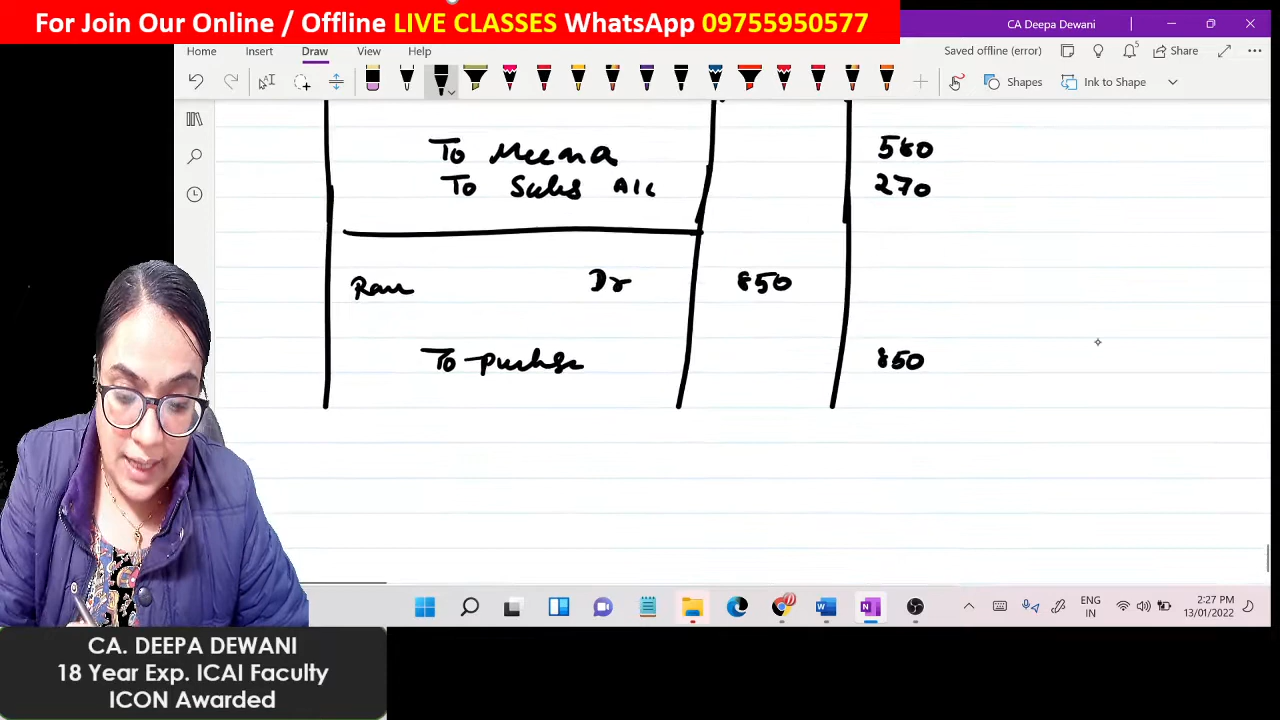 For Join Our Online / Offline LIVE CLASSES WhatsApp 09755950577
CA Deepa Dewani
Home Insert Draw View Help
Saved offline (error)
5
Share
Shapes
Ink to Shape
To Meena 580
To Sales A/c 270
Ram Dr 850
To 850
ENG
IN
2:27 PM
13/01/2022
CA. DEEPA DEWANI
18 Year Exp. ICAI Faculty
ICON Awarded